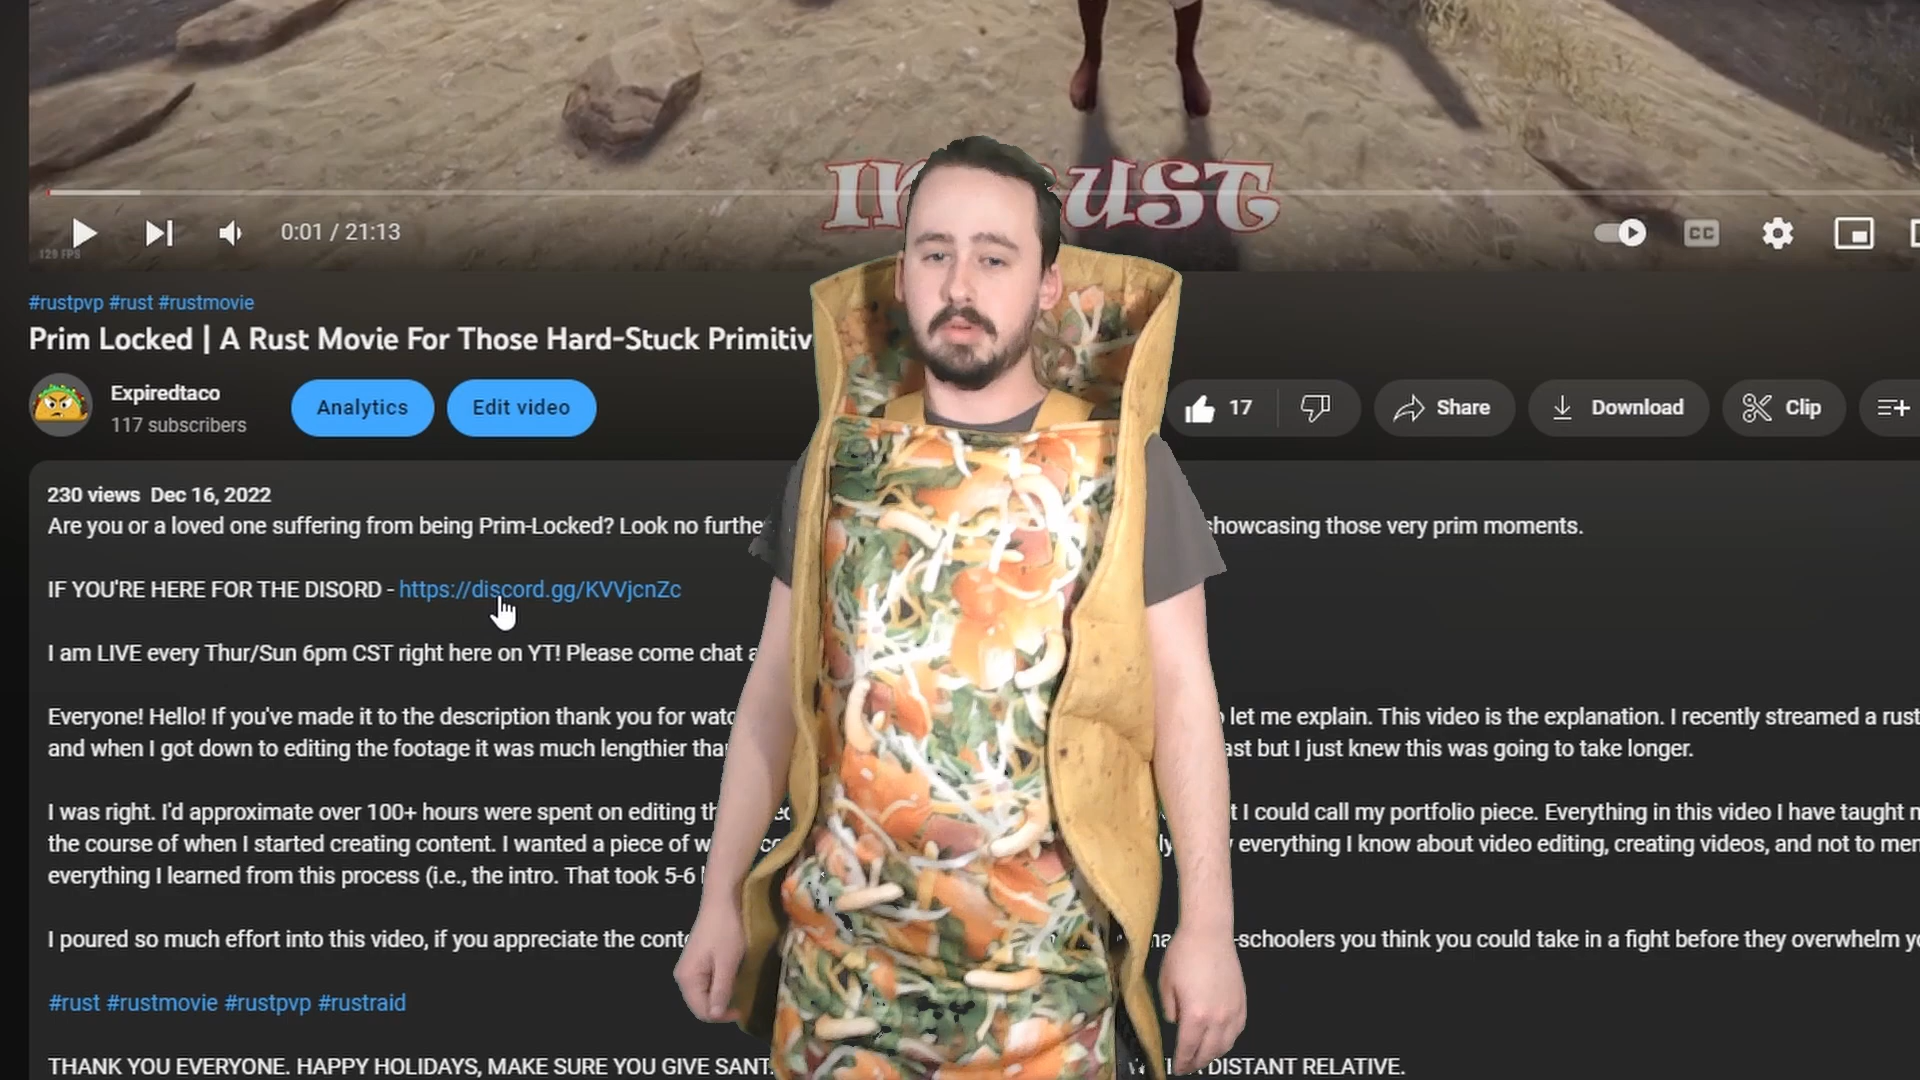 IN RUST
0:01 / 21:13
CC
129 FPS
#rustpvp #rust #rustmovie
Prim Locked | A Rust Movie For Those Hard-Stuck
Expiredtaco
117 subscribers
Analytics
Edit video
17
Share
Download
Clip
230 views Dec 16, 2022
Are you or a loved one suffering from being Prim-Locked? Look no showcasing those very prim moments.
IF YOU'RE HERE FOR THE DISORD - https://discord.gg/KVVjcnZc
I am LIVE every Thur/Sun 6pm CST right here on YT! Please come chat
Everyone! Hello! If you've made it to the description thank you for let me explain. This video is the explanation. I recently streamed a rust
and when I got down to editing the footage it was much lengthier but I just knew this was going to take longer.
I was right. I'd approximate over 100+ hours were spent on editing I could call my portfolio piece. Everything in this video I have taught
the course of when I started creating content. I wanted a piece of everything I know about video editing, creating videos, and not to
everything I learned from this process (i.e., the intro. That took 5-6
I poured so much effort into this video, if you appreciate the -schoolers you think you could take in a fight before they overwhelm
#rust #rustmovie #rustpvp #rustraid
THANK YOU EVERYONE. HAPPY HOLIDAYS, MAKE SURE YOU GIVE DISTANT RELATIVE.